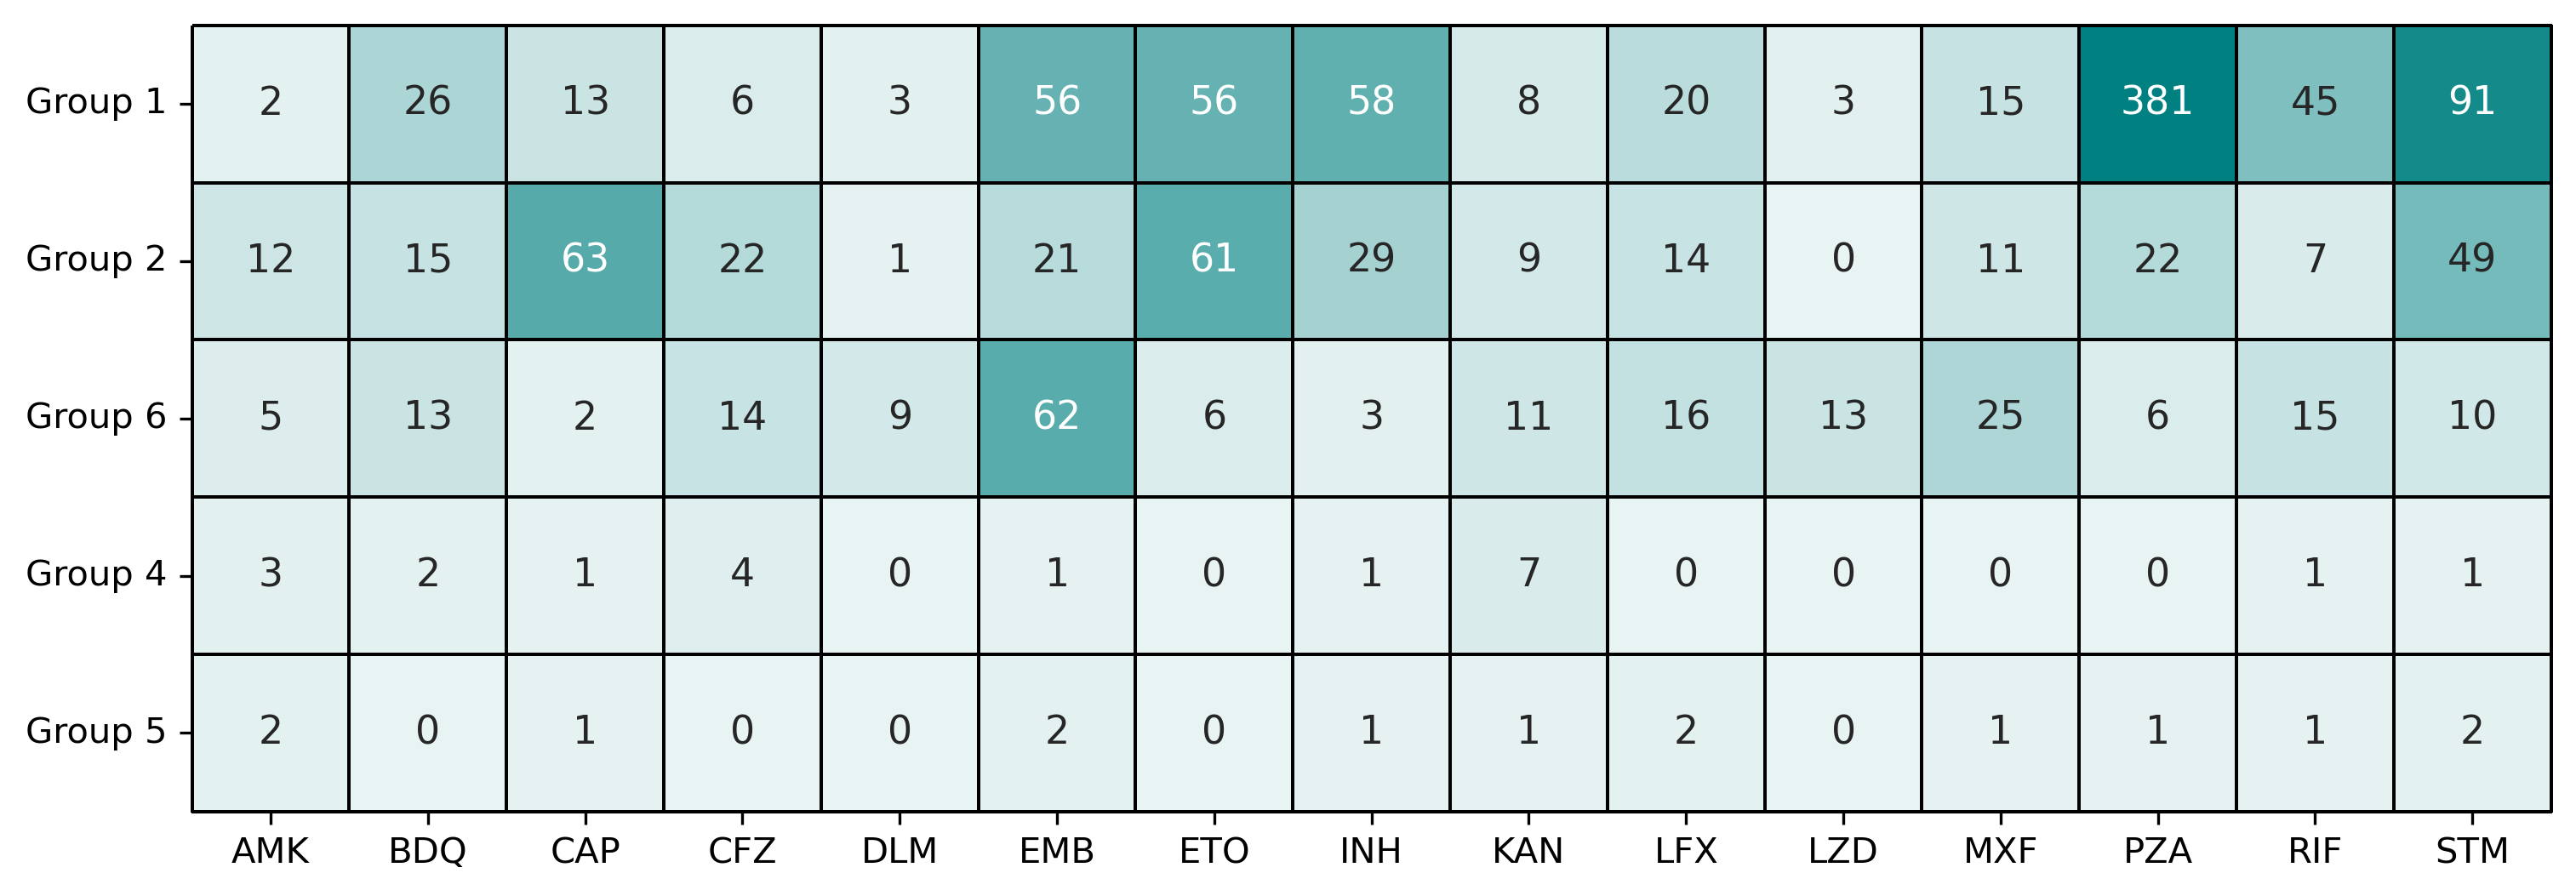 Group 1 2 26 13 6 3 56 56 58 8 20 3 15 381 45 91
Group 2 12 15 63 22 1 21 61 29 9 14 0 11 22 7 49
Group 6 5 13 2 14 9 62 6 3 11 16 13 25 6 15 10
Group 4 3 2 1 4 0 1 0 1 7 0 0 0 0 1 1
Group 5 2 0 1 0 0 2 0 1 1 2 0 1 1 1 2
AMK BDQ CAP CFZ DLM EMB ETO INH KAN LFX LZD MXF PZA RIF STM